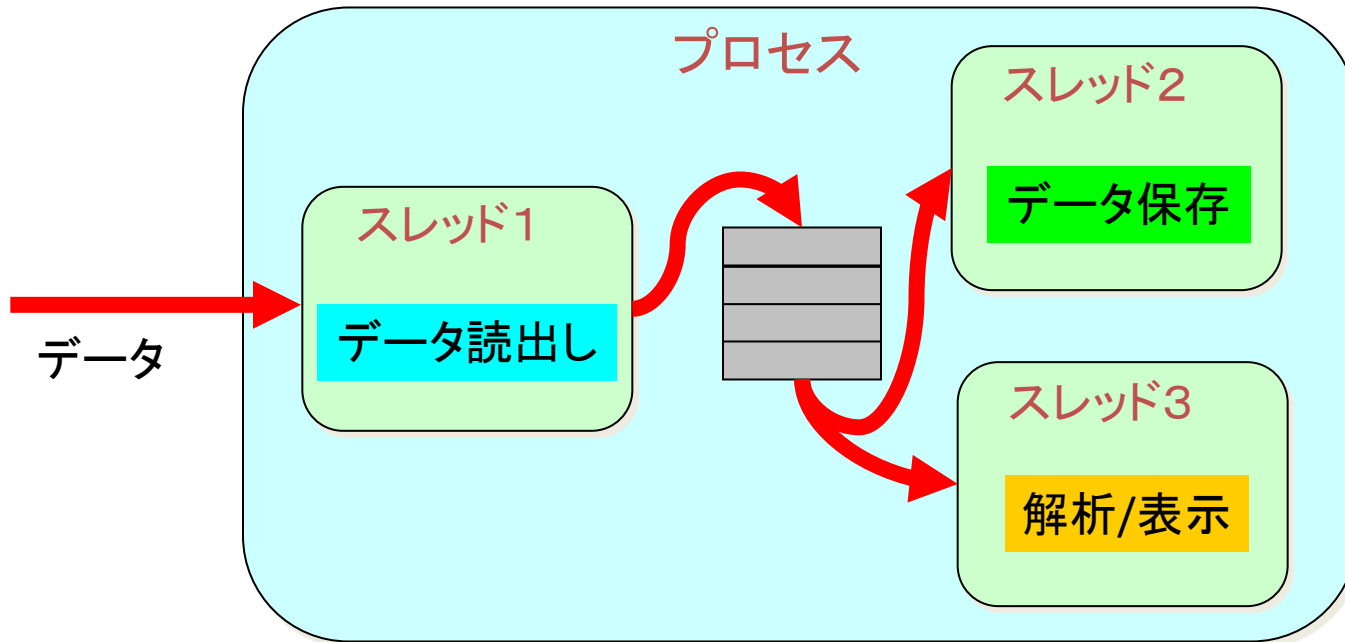 プロセス
スレッド２
データ保存
スレッド１
データ読出し
データ
スレッド３
解析/表示